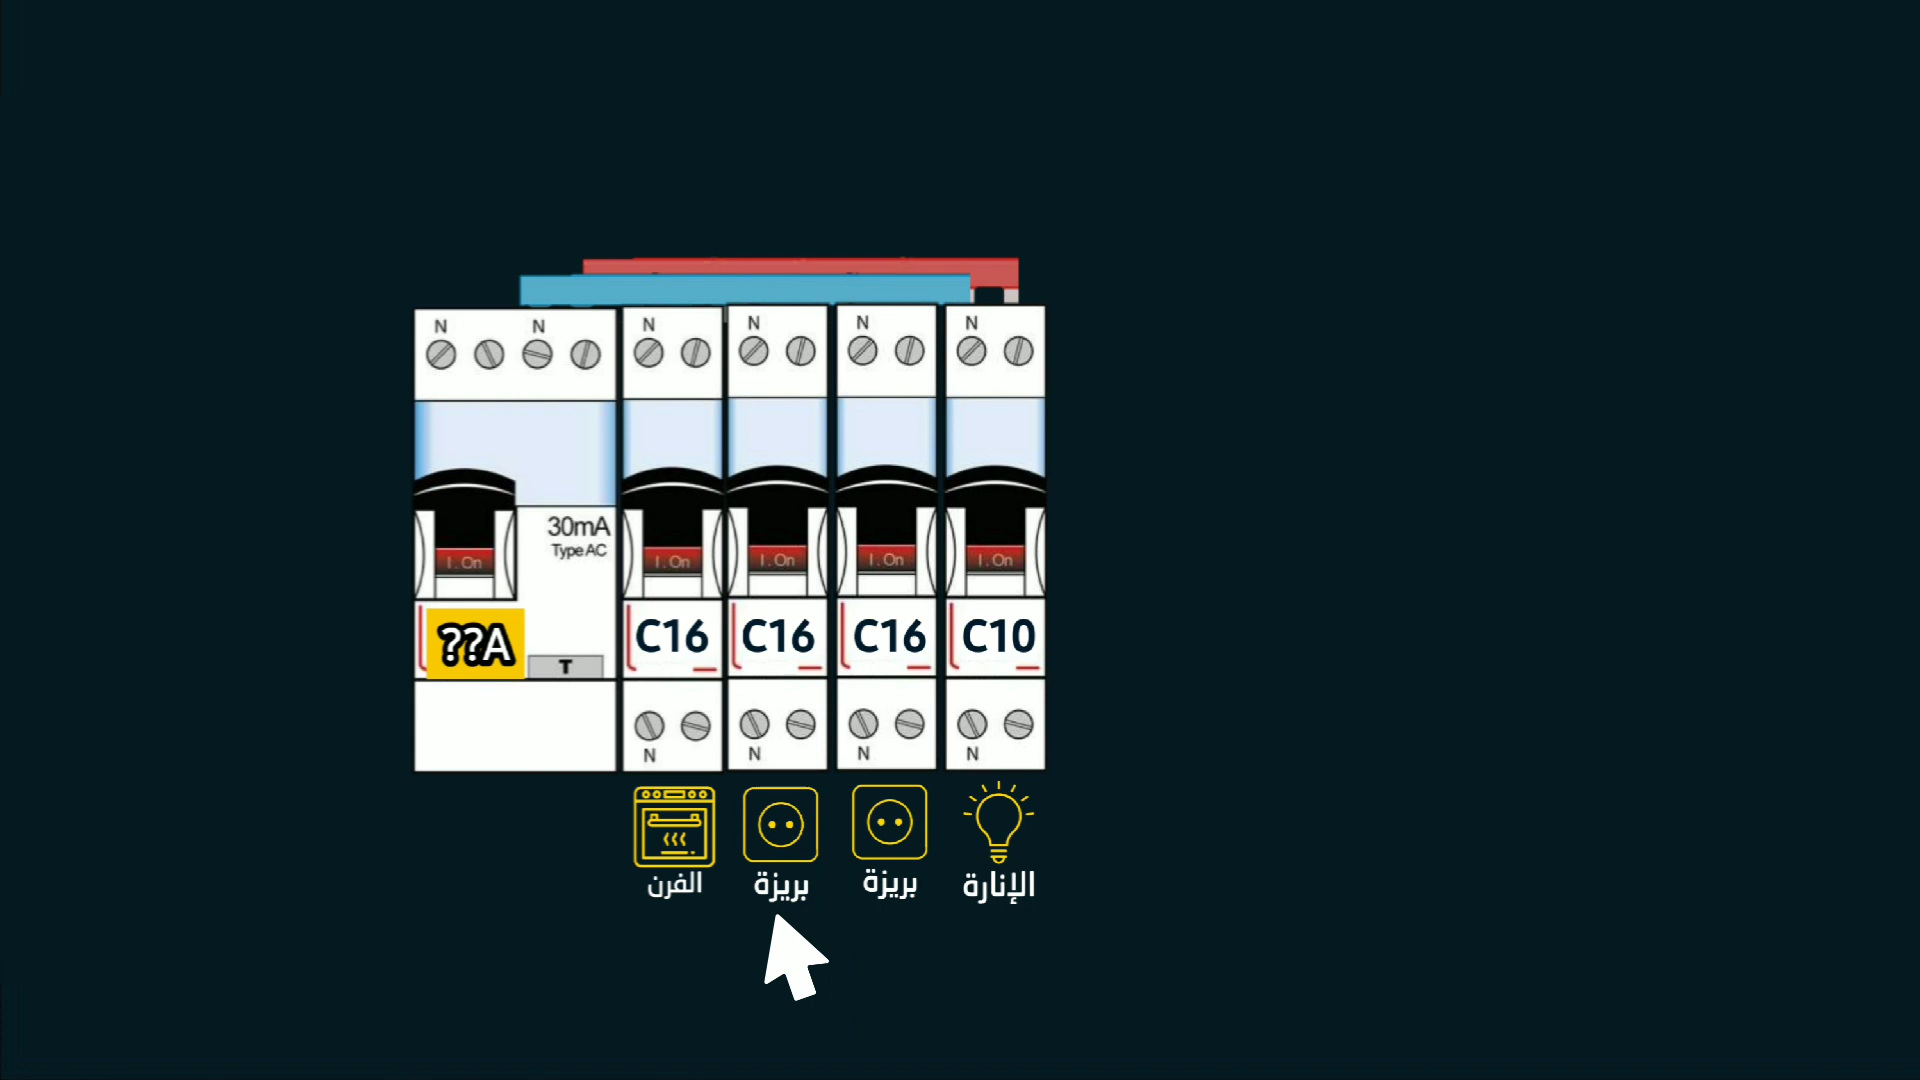 N N N N N N
30mA
Type AC
I . On I . On I . On I . On I . On
??A T C16 C16 C16 C10
N N N N
الفرن بريزة بريزة الإنارة